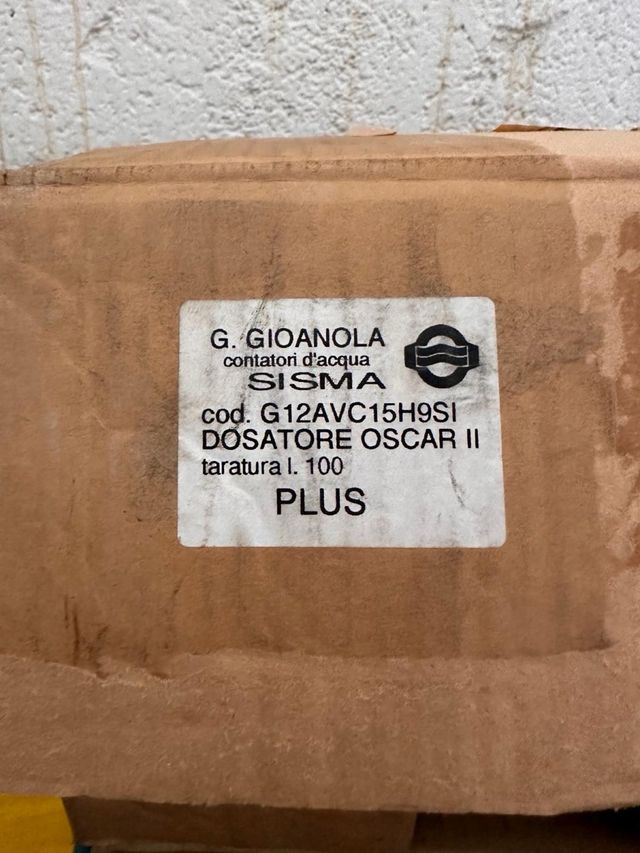 G. GIOANOLA
contatori d'acqua
SISMA
cod. G12AVC15H9SI
DOSATORE OSCAR II
taratura l. 100
PLUS